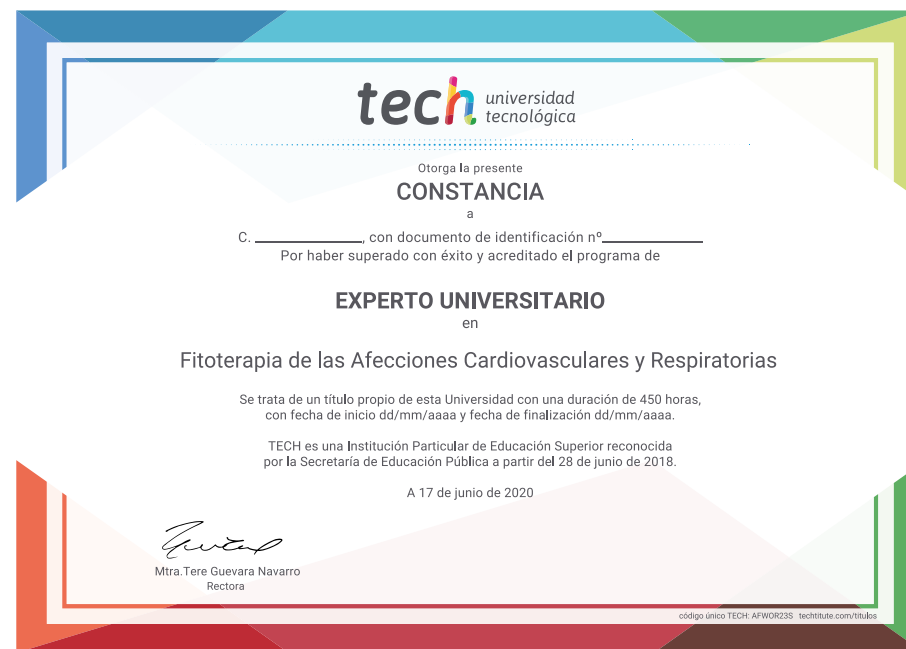 tech universidad
tecnológica
Otorga la presente
CONSTANCIA
a
C. ____________, con documento de identificación nº____________
Por haber superado con éxito y acreditado el programa de
EXPERTO UNIVERSITARIO
en
Fitoterapia de las Afecciones Cardiovasculares y Respiratorias
Se trata de un título propio de esta Universidad con una duración de 450 horas,
con fecha de inicio dd/mm/aaaa y fecha de finalización dd/mm/aaaa.
TECH es una Institución Particular de Educación Superior reconocida
por la Secretaría de Educación Pública a partir del 28 de junio de 2018.
A 17 de junio de 2020
Mtra.Tere Guevara Navarro
Rectora
código único TECH: AFWOR23S techtitute.com/titulos